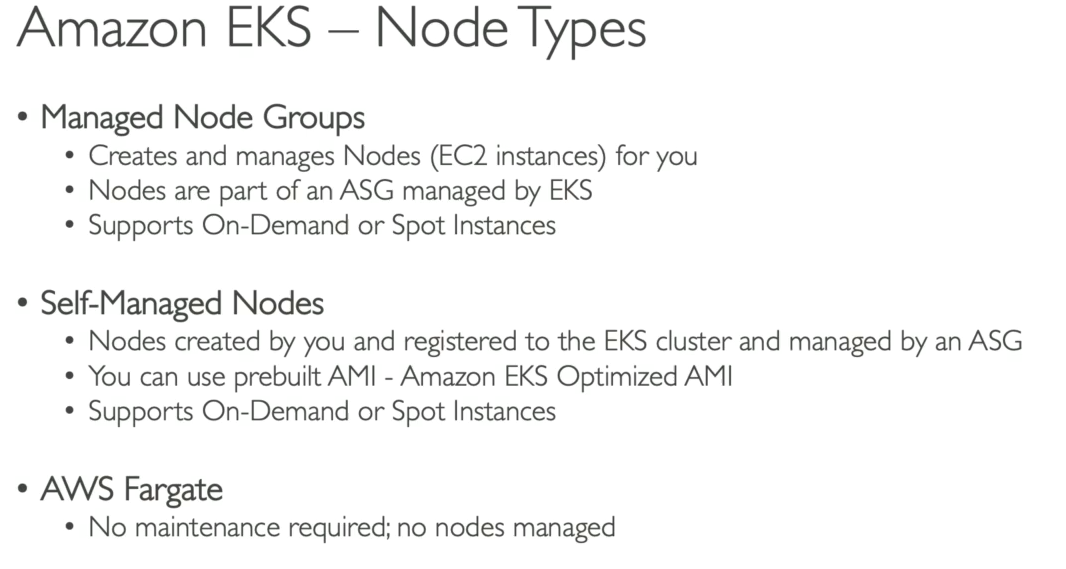 Amazon EKS – Node Types
• Managed Node Groups
• Creates and manages Nodes (EC2 instances) for you
• Nodes are part of an ASG managed by EKS
• Supports On-Demand or Spot Instances
• Self-Managed Nodes
• Nodes created by you and registered to the EKS cluster and managed by an ASG
• You can use prebuilt AMI - Amazon EKS Optimized AMI
• Supports On-Demand or Spot Instances
• AWS Fargate
• No maintenance required; no nodes managed